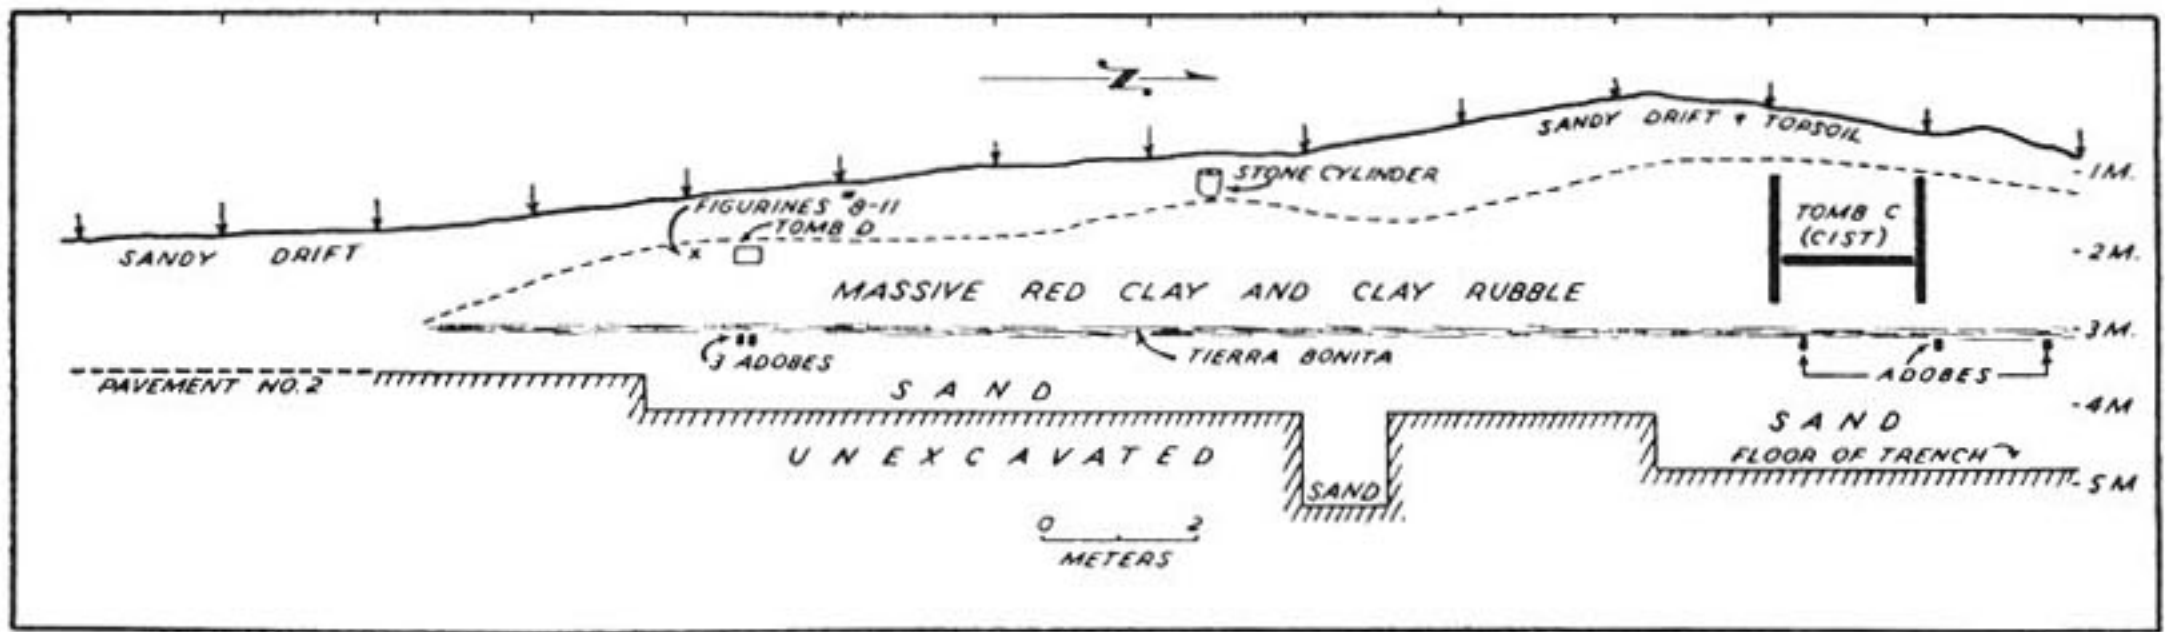 N.
SANDY DRIFT & TOPSOIL
STONE CYLINDER
-1M.
FIGURINES #8-11
TOMB D
TOMB C
(CIST)
SANDY DRIFT
x
-2M.
MASSIVE RED CLAY AND CLAY RUBBLE
-3M.
3 ADOBES
TIERRA BONITA
ADOBES
PAVEMENT NO.2
SAND
-4M
SAND
UNEXCAVATED
FLOOR OF TRENCH
-5M
SAND
0 2
METERS